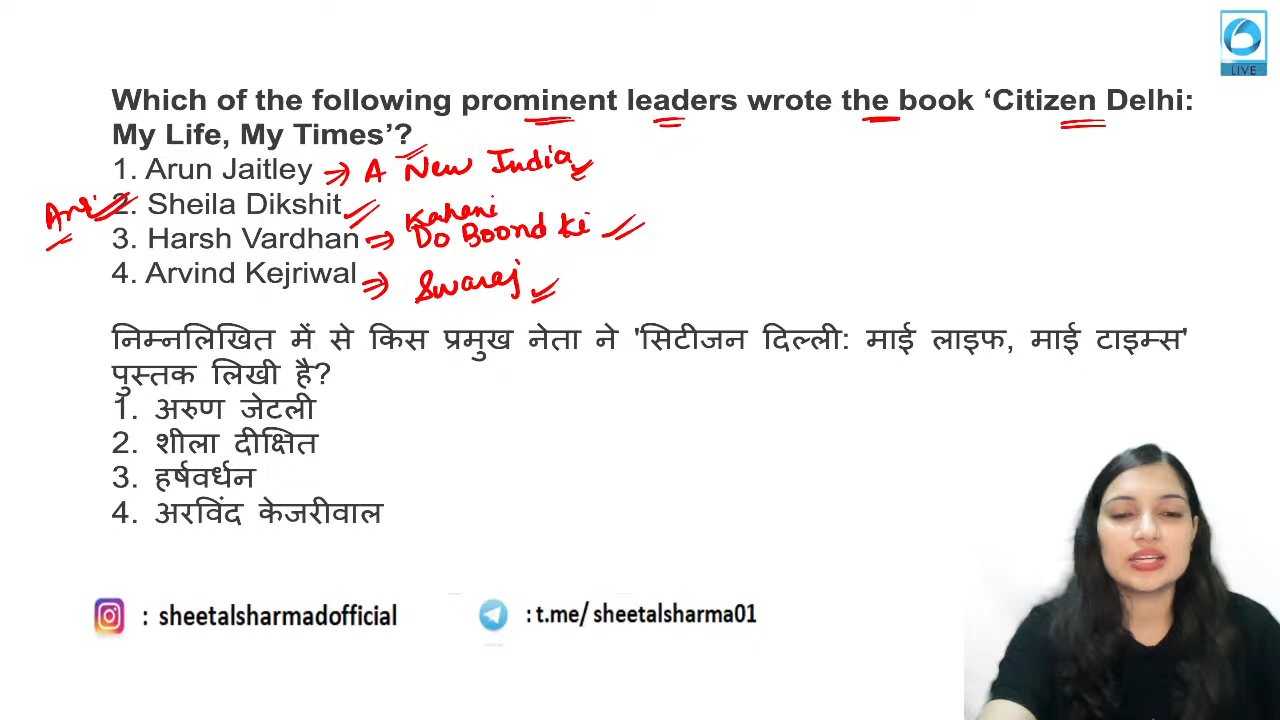 LIVE
Which of the following prominent leaders wrote the book ‘Citizen Delhi:
My Life, My Times’?
1. Arun Jaitley → A New India
Ans 2. Sheila Dikshit
Kahani
3. Harsh Vardhan ⇒ Do Boond Ki
4. Arvind Kejriwal ⇒ Swaraj
निम्नलिखित में से किस प्रमुख नेता ने 'सिटीजन दिल्ली: माई लाइफ, माई टाइम्स'
पुस्तक लिखी है?
1. अरुण जेटली
2. शीला दीक्षित
3. हर्षवर्धन
4. अरविंद केजरीवाल
: sheetalsharmadofficial
: t.me/ sheetalsharma01